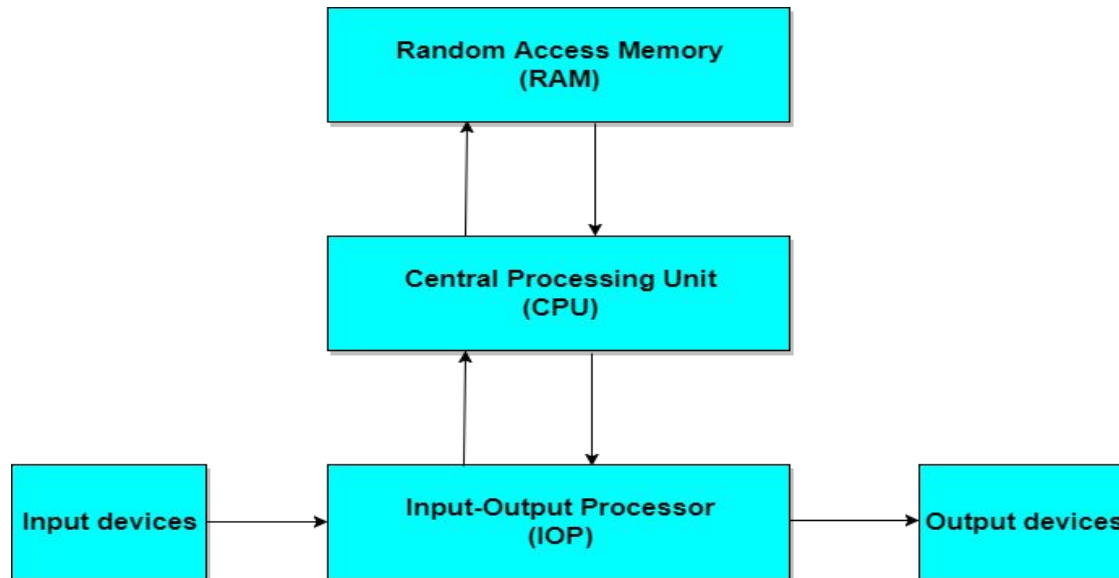 Random Access Memory
(RAM)
Central Processing Unit
(CPU)
Input devices
Input-Output Processor
(IOP)
Output devices